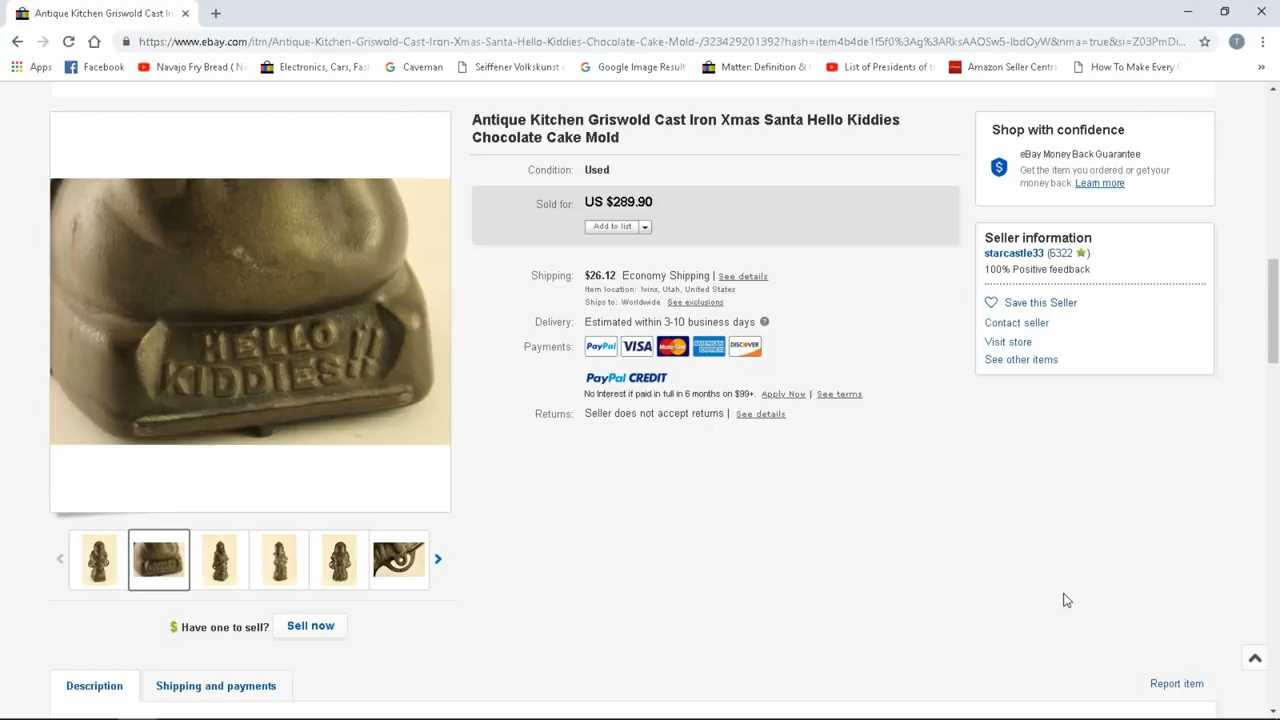 Antique Kitchen Griswold Cast Ir
https://www.ebay.com/itm/Antique-Kitchen-Griswold-Cast-Iron-Xmas-Santa-Hello-Kiddies-Chocolate-Cake-Mold-/323429201392?hash=item4b4de1f5f0%3Ag%3ARksAAOSw5-IbdOyW&nma=true&si=Z03PmDi...
T
Apps Facebook Navajo Fry Bread ( N Electronics, Cars, Fas Caveman Seiffener Volkskunst Google Image Result Matter: Definition & List of Presidents of t Amazon Seller Centr How To Make Every
Antique Kitchen Griswold Cast Iron Xmas Santa Hello Kiddies
Chocolate Cake Mold
Condition: Used
Sold for: US $289.90
Add to list
Shipping: $26.12 Economy Shipping | See details
Item location: Ivins, Utah, United States
Ships to: Worldwide See exclusions
Delivery: Estimated within 3-10 business days
Payments: PayPal VISA MasterCard AMERICAN EXPRESS DISCOVER
PayPal CREDIT
No Interest if paid in full in 6 months on $99+. Apply Now | See terms
Returns: Seller does not accept returns | See details
Shop with confidence
eBay Money Back Guarantee
Get the item you ordered or get your
money back. Learn more
Seller information
starcastle33 (6322 )
100% Positive feedback
Save this Seller
Contact seller
Visit store
See other items
HELLO
KIDDIES
$ Have one to sell? Sell now
Description Shipping and payments
Report item